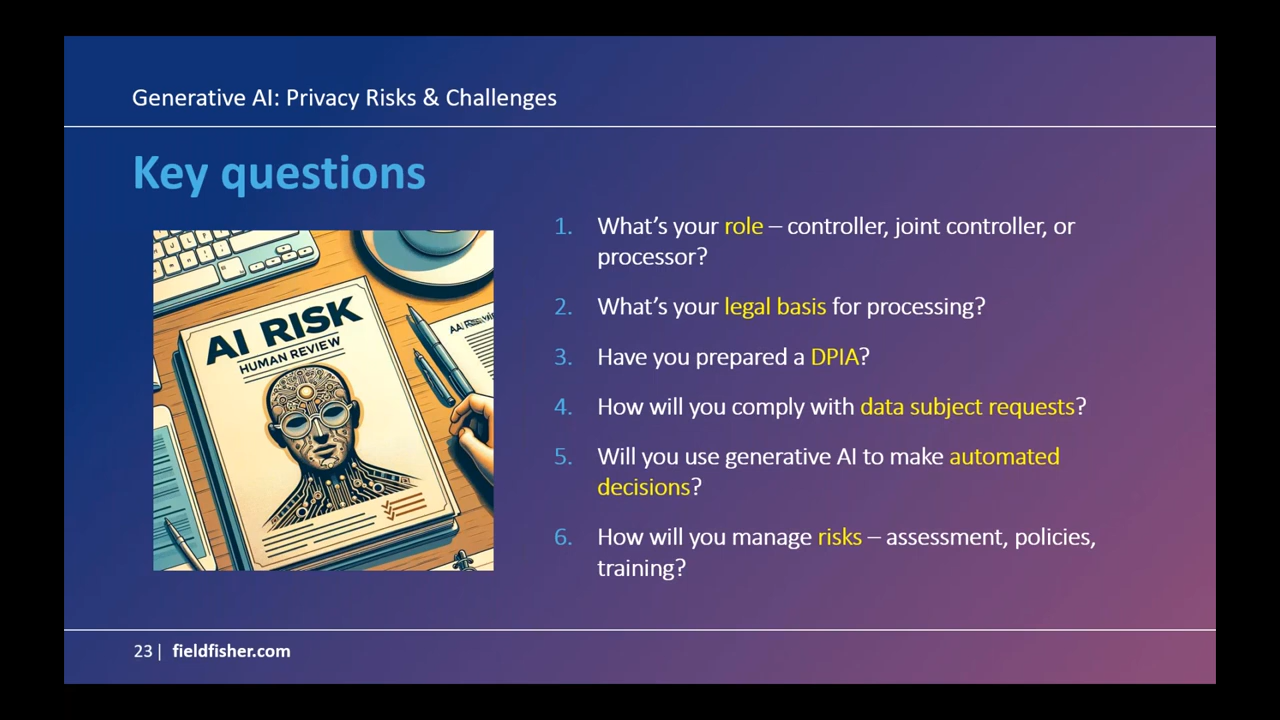 Generative AI: Privacy Risks & Challenges
Key questions
AI RISK
HUMAN REVIEW
1. What’s your role – controller, joint controller, or
processor?
2. What’s your legal basis for processing?
3. Have you prepared a DPIA?
4. How will you comply with data subject requests?
5. Will you use generative AI to make automated
decisions?
6. How will you manage risks – assessment, policies,
training?
23 | fieldfisher.com